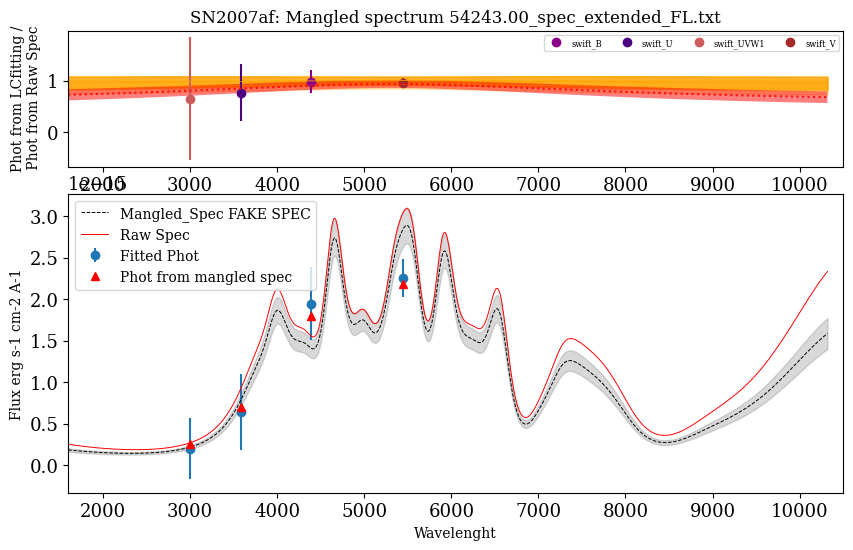 SN2007af: Mangled spectrum 54243.00_spec_extended_FL.txt
Phot from LCfitting /
Phot from Raw Spec
swift_B swift_U swift_UVW1 swift_V
1
0
2000 3000 4000 5000 6000 7000 8000 9000 10000
1e−15
Mangled_Spec FAKE SPEC
Raw Spec
Fitted Phot
Phot from mangled spec
Flux erg s-1 cm-2 A-1
3.0
2.5
2.0
1.5
1.0
0.5
0.0
2000 3000 4000 5000 6000 7000 8000 9000 10000
Wavelenght